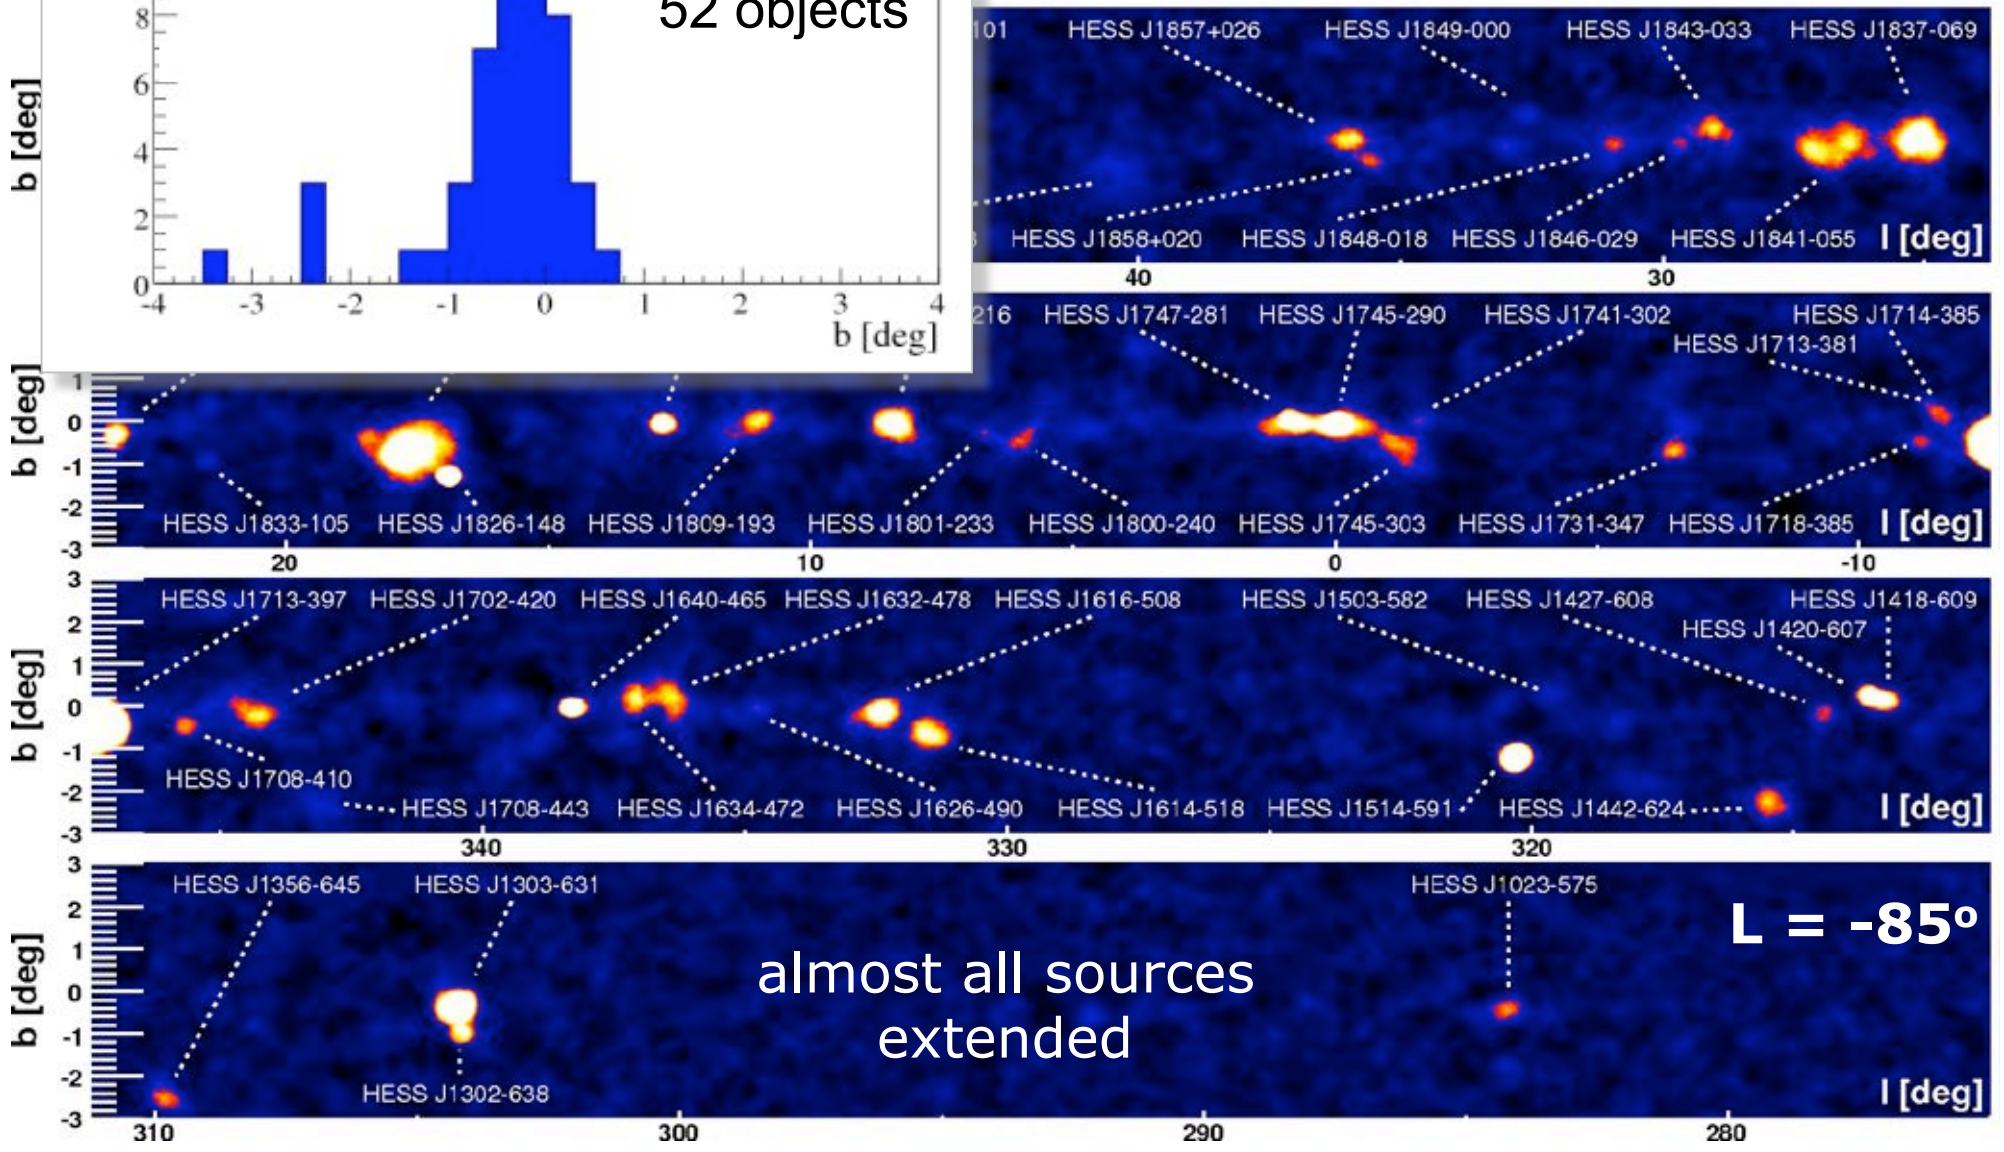 52 objects
8
6
4
2
0
-4 -3 -2 -1 0 1 2 3 4
b [deg]
b [deg]
HESS J1857+026 HESS J1849-000 HESS J1843-033 HESS J1837-069
HESS J1858+020 HESS J1848-018 HESS J1846-029 HESS J1841-055 l [deg]
40 30
HESS J1747-281 HESS J1745-290 HESS J1741-302 HESS J1714-385
HESS J1713-381
b [deg]
1
0
-1
-2
-3
HESS J1833-105 HESS J1826-148 HESS J1809-193 HESS J1801-233 HESS J1800-240 HESS J1745-303 HESS J1731-347 HESS J1718-385 l [deg]
20 10 0 -10
b [deg]
3
2
1
0
-1
-2
-3
HESS J1713-397 HESS J1702-420 HESS J1640-465 HESS J1632-478 HESS J1616-508 HESS J1503-582 HESS J1427-608 HESS J1418-609
HESS J1420-607
HESS J1708-410
HESS J1708-443 HESS J1634-472 HESS J1626-490 HESS J1614-518 HESS J1514-591 HESS J1442-624 l [deg]
340 330 320
b [deg]
3
2
1
0
-1
-2
-3
HESS J1356-645 HESS J1303-631 HESS J1023-575
L = -85º
almost all sources
extended
HESS J1302-638
l [deg]
310 300 290 280